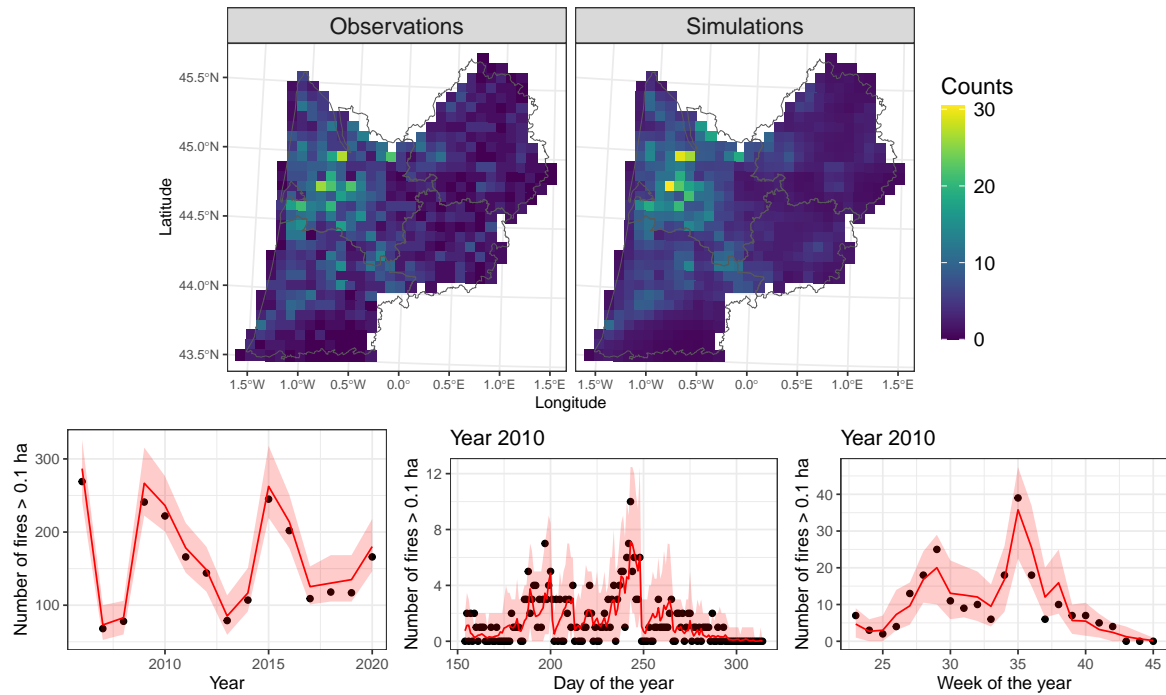 Observations
Simulations
45.5°N
45.0°N
44.5°N
44.0°N
43.5°N
Latitude
1.5°W 1.0°W 0.5°W 0.0° 0.5°E 1.0°E 1.5°E
1.5°W 1.0°W 0.5°W 0.0° 0.5°E 1.0°E 1.5°E
Longitude
Counts
30
20
10
0
Number of fires > 0.1 ha
300
200
100
2010 2015 2020
Year
Year 2010
Number of fires > 0.1 ha
12
8
4
0
150 200 250 300
Day of the year
Year 2010
Number of fires > 0.1 ha
40
30
20
10
0
25 30 35 40 45
Week of the year